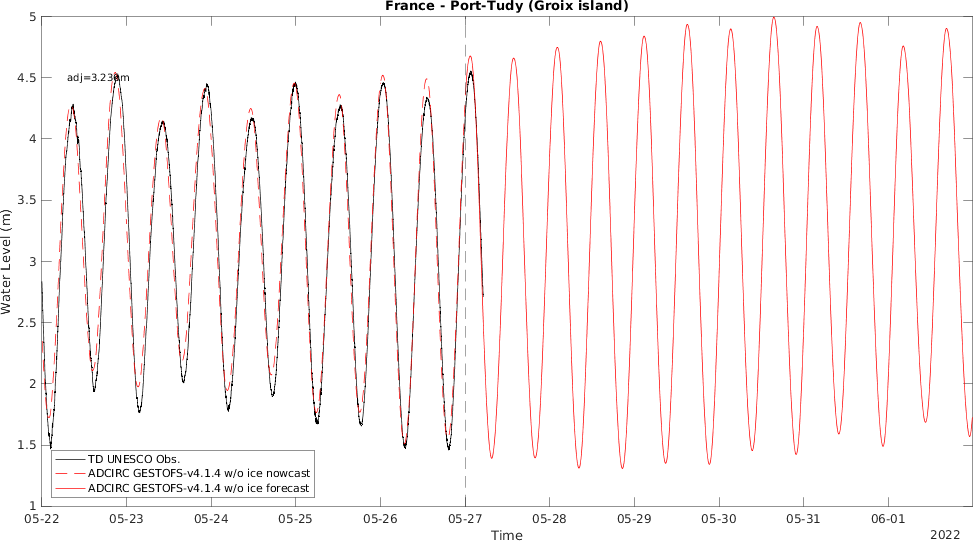 France - Port-Tudy (Groix island)
5
4.5
4
3.5
3
2.5
2
1.5
1
Water Level (m)
TD UNESCO Obs.
ADCIRC GESTOFS-v4.1.4 w/o ice nowcast
ADCIRC GESTOFS-v4.1.4 w/o ice forecast
05-22 05-23 05-24 05-25 05-26 05-27 05-28 05-29 05-30 05-31 06-01
Time
2022